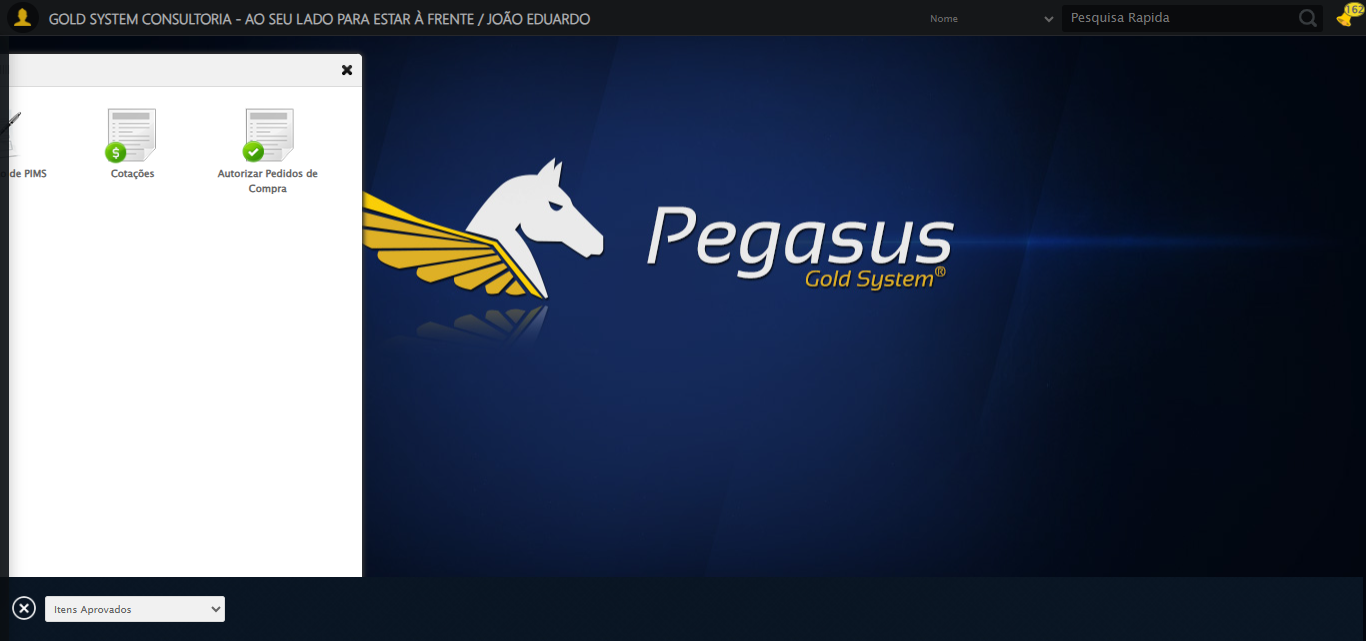 GOLD SYSTEM CONSULTORIA - AO SEU LADO PARA ESTAR À FRENTE / JOÃO EDUARDO
Nome
Pesquisa Rapida
162
de PIMS
Cotações
Autorizar Pedidos de
Compra
Pegasus
Gold System®
Itens Aprovados